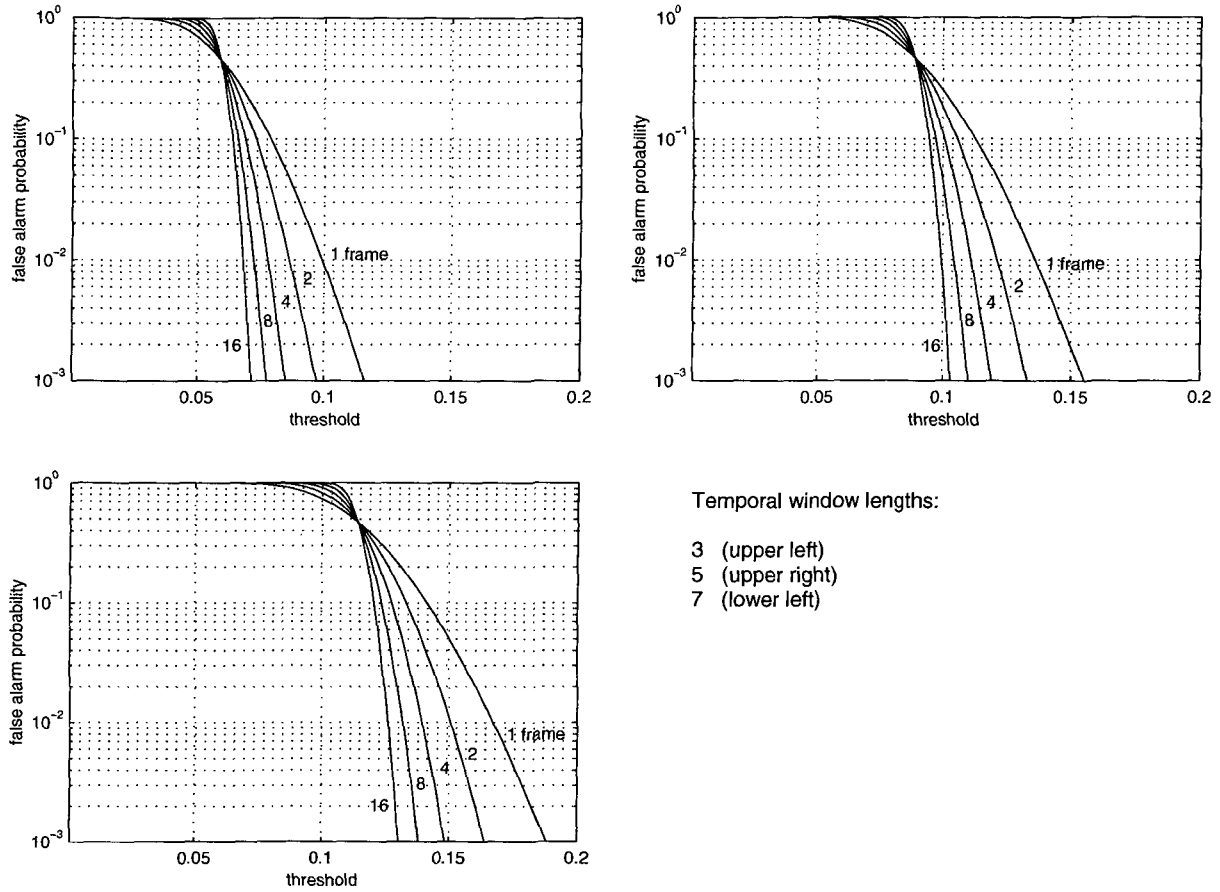 10^0
10^-1
10^-2
10^-3
false alarm probability
1 frame
2
4
8
16
0.05 0.1 0.15 0.2
threshold
10^0
10^-1
10^-2
10^-3
false alarm probability
1 frame
2
4
8
16
0.05 0.1 0.15 0.2
threshold
10^0
10^-1
10^-2
10^-3
false alarm probability
1 frame
2
4
8
16
0.05 0.1 0.15 0.2
threshold
Temporal window lengths:
3 (upper left)
5 (upper right)
7 (lower left)